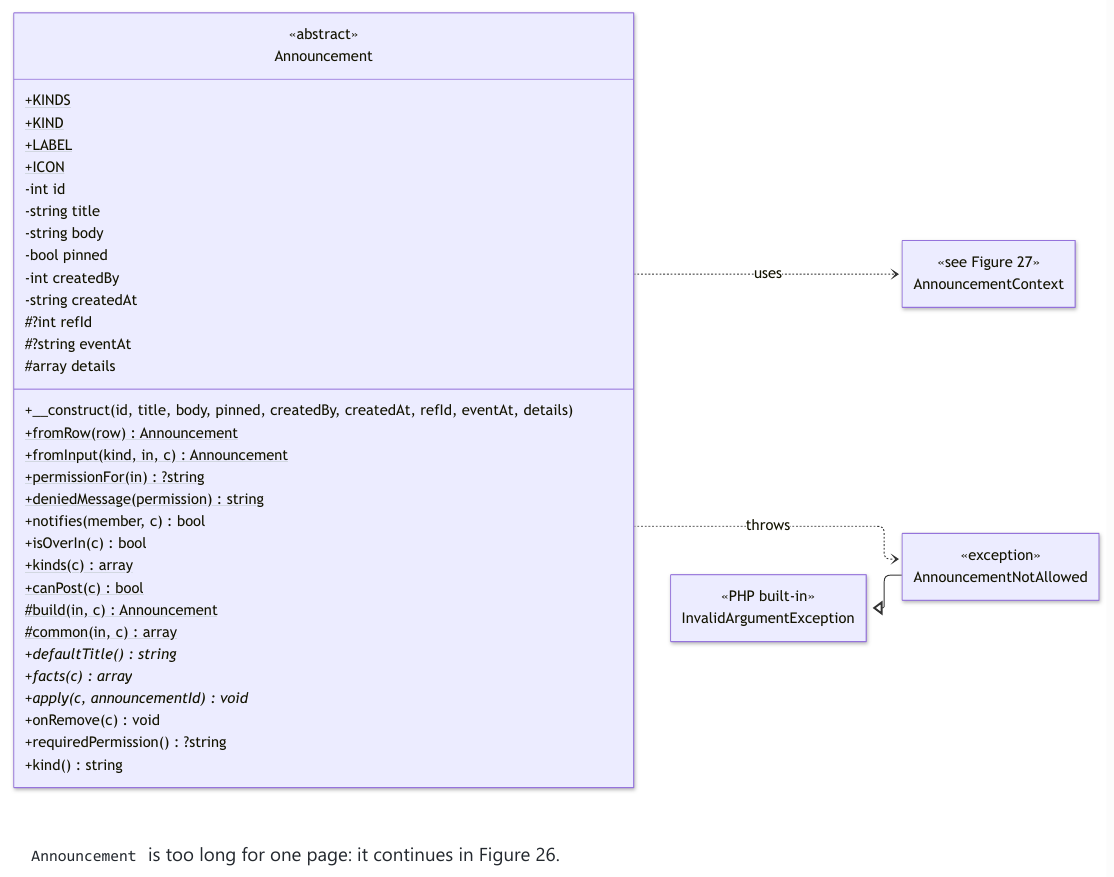 «abstract»
Announcement
+KINDS
+KIND
+LABEL
+ICON
-int id
-string title
-string body
-bool pinned
-int createdBy
-string createdAt
#?int refId
#?string eventAt
#array details
+__construct(id, title, body, pinned, createdBy, createdAt, refId, eventAt, details)
+fromRow(row) : Announcement
+fromInput(kind, in, c) : Announcement
+permissionFor(in) : ?string
+deniedMessage(permission) : string
+notifies(member, c) : bool
+isOverIn(c) : bool
+kinds(c) : array
+canPost(c) : bool
#build(in, c) : Announcement
#common(in, c) : array
+defaultTitle() : string
+facts(c) : array
+apply(c, announcementId) : void
+onRemove(c) : void
+requiredPermission() : ?string
+kind() : string
uses
«see Figure 27»
AnnouncementContext
throws
«exception»
AnnouncementNotAllowed
«PHP built-in»
InvalidArgumentException
Announcement is too long for one page: it continues in Figure 26.